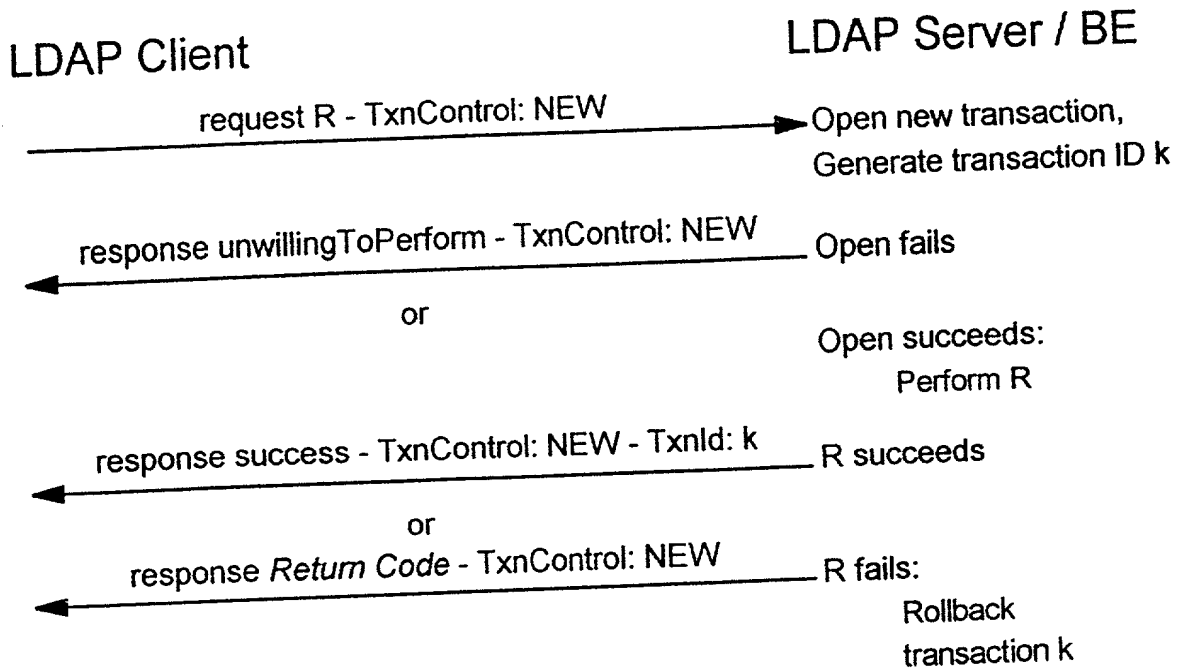 LDAP Client
LDAP Server / BE
request R - TxnControl: NEW
Open new transaction,
Generate transaction ID k
response unwillingToPerform - TxnControl: NEW
Open fails
or
Open succeeds:
Perform R
response success - TxnControl: NEW - TxnId: k
R succeeds
or
response Return Code - TxnControl: NEW
R fails:
Rollback
transaction k